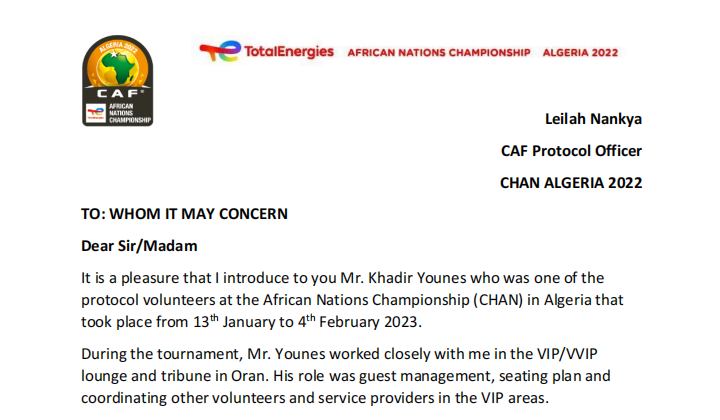 ALGERIA 2022
CAF
TotalEnergies
AFRICAN
NATIONS
CHAMPIONSHIP
TotalEnergies AFRICAN NATIONS CHAMPIONSHIP ALGERIA 2022
Leilah Nankya
CAF Protocol Officer
CHAN ALGERIA 2022
TO: WHOM IT MAY CONCERN
Dear Sir/Madam
It is a pleasure that I introduce to you Mr. Khadir Younes who was one of the
protocol volunteers at the African Nations Championship (CHAN) in Algeria that
took place from 13th January to 4th February 2023.
During the tournament, Mr. Younes worked closely with me in the VIP/VVIP
lounge and tribune in Oran. His role was guest management, seating plan and
coordinating other volunteers and service providers in the VIP areas.